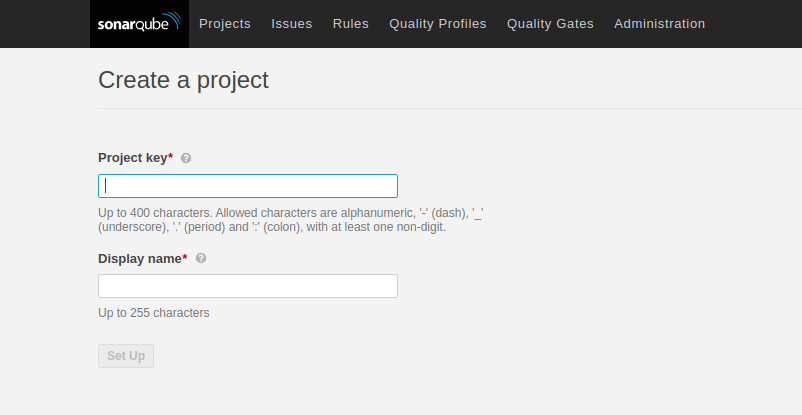 sonarqube Projects Issues Rules Quality Profiles Quality Gates Administration
Create a project
Project key*
Up to 400 characters. Allowed characters are alphanumeric, '-' (dash), '_'
(underscore), '.' (period) and ':' (colon), with at least one non-digit.
Display name*
Up to 255 characters
Set Up